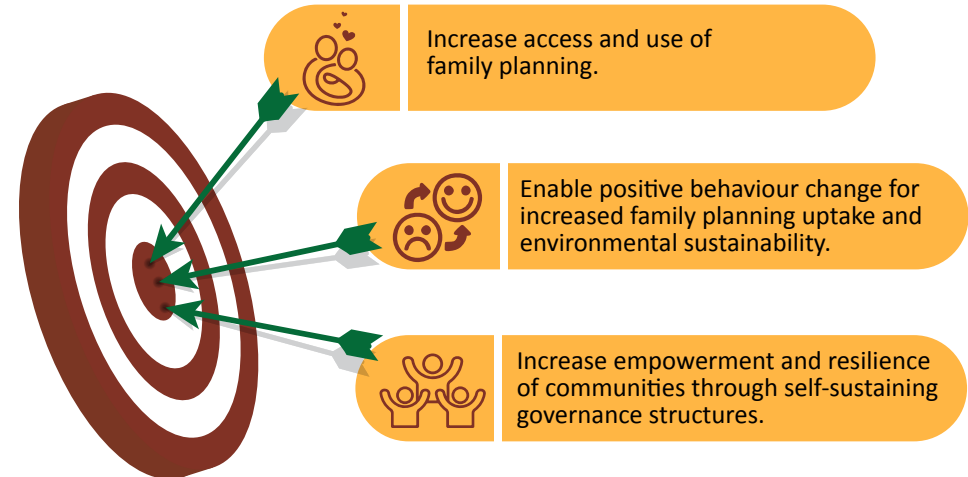 Increase access and use of
family planning.
Enable positive behaviour change for
increased family planning uptake and
environmental sustainability.
Increase empowerment and resilience
of communities through self-sustaining
governance structures.